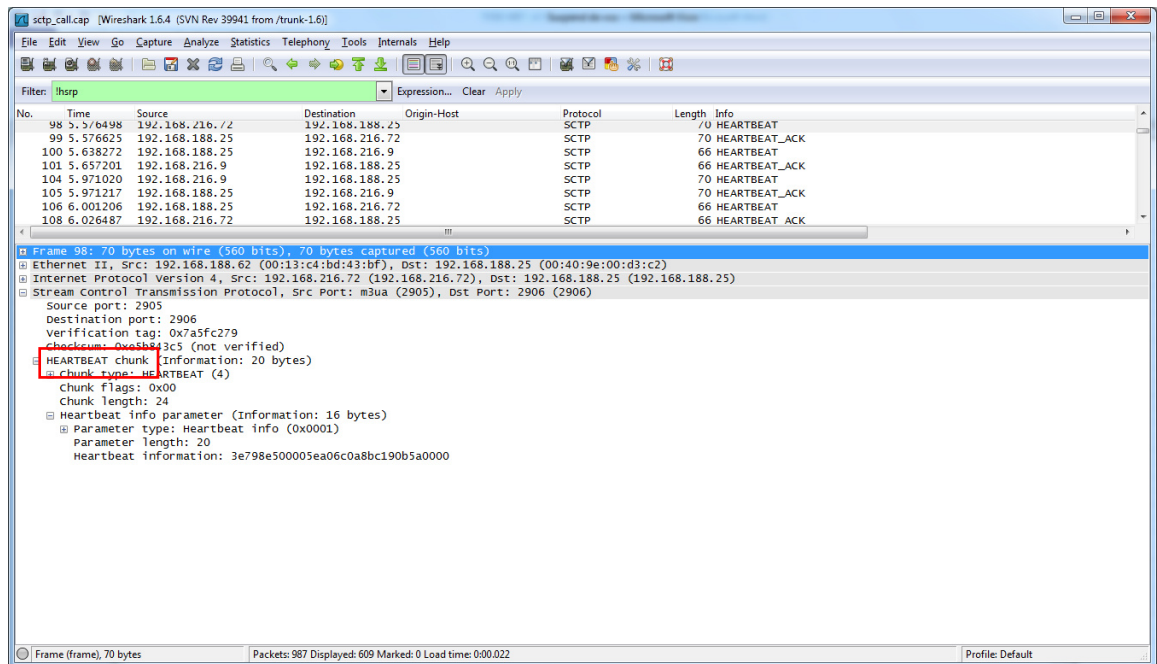 sctp_call.cap [Wireshark 1.6.4 (SVN Rev 39941 from /trunk-1.6)]
File Edit View Go Capture Analyze Statistics Telephony Tools Internals Help
Filter: !hsrp Expression... Clear Apply
No. Time Source Destination Origin-Host Protocol Length Info
98 5.576498 192.168.216.72 192.168.188.25 SCTP 70 HEARTBEAT
99 5.576625 192.168.188.25 192.168.216.72 SCTP 70 HEARTBEAT_ACK
100 5.638272 192.168.188.25 192.168.216.9 SCTP 66 HEARTBEAT
101 5.657201 192.168.216.9 192.168.188.25 SCTP 66 HEARTBEAT_ACK
104 5.971020 192.168.216.9 192.168.188.25 SCTP 70 HEARTBEAT
105 5.971217 192.168.188.25 192.168.216.9 SCTP 70 HEARTBEAT_ACK
106 6.001206 192.168.188.25 192.168.216.72 SCTP 66 HEARTBEAT
108 6.026487 192.168.216.72 192.168.188.25 SCTP 66 HEARTBEAT_ACK
Frame 98: 70 bytes on wire (560 bits), 70 bytes captured (560 bits)
Ethernet II, Src: 192.168.188.62 (00:13:c4:bd:43:bf), Dst: 192.168.188.25 (00:40:9e:00:d3:c2)
Internet Protocol Version 4, Src: 192.168.216.72 (192.168.216.72), Dst: 192.168.188.25 (192.168.188.25)
Stream Control Transmission Protocol, Src Port: m3ua (2905), Dst Port: 2906 (2906)
Source port: 2905
Destination port: 2906
Verification tag: 0x7a5fc279
Checksum: 0xe5b843c5 (not verified)
HEARTBEAT chunk (Information: 20 bytes)
Chunk type: HEARTBEAT (4)
Chunk flags: 0x00
Chunk length: 24
Heartbeat info parameter (Information: 16 bytes)
Parameter type: Heartbeat info (0x0001)
Parameter length: 20
Heartbeat information: 3e798e500005ea06c0a8bc190b5a0000
Frame (frame), 70 bytes Packets: 987 Displayed: 609 Marked: 0 Load time: 0:00.022 Profile: Default